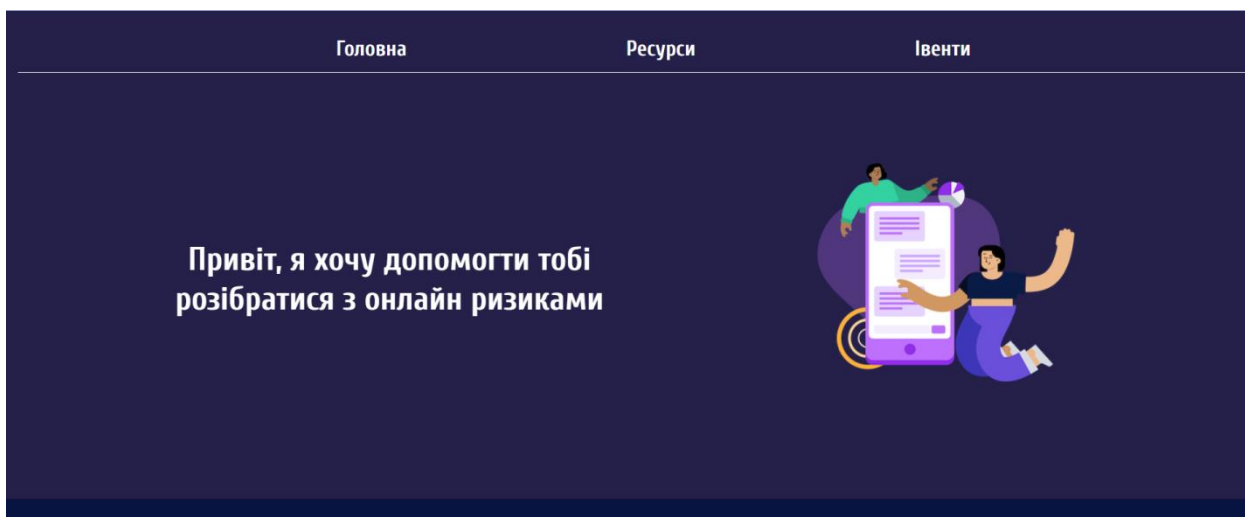 Головна Ресурси Івенти
Привіт, я хочу допомогти тобі
розібратися з онлайн ризиками